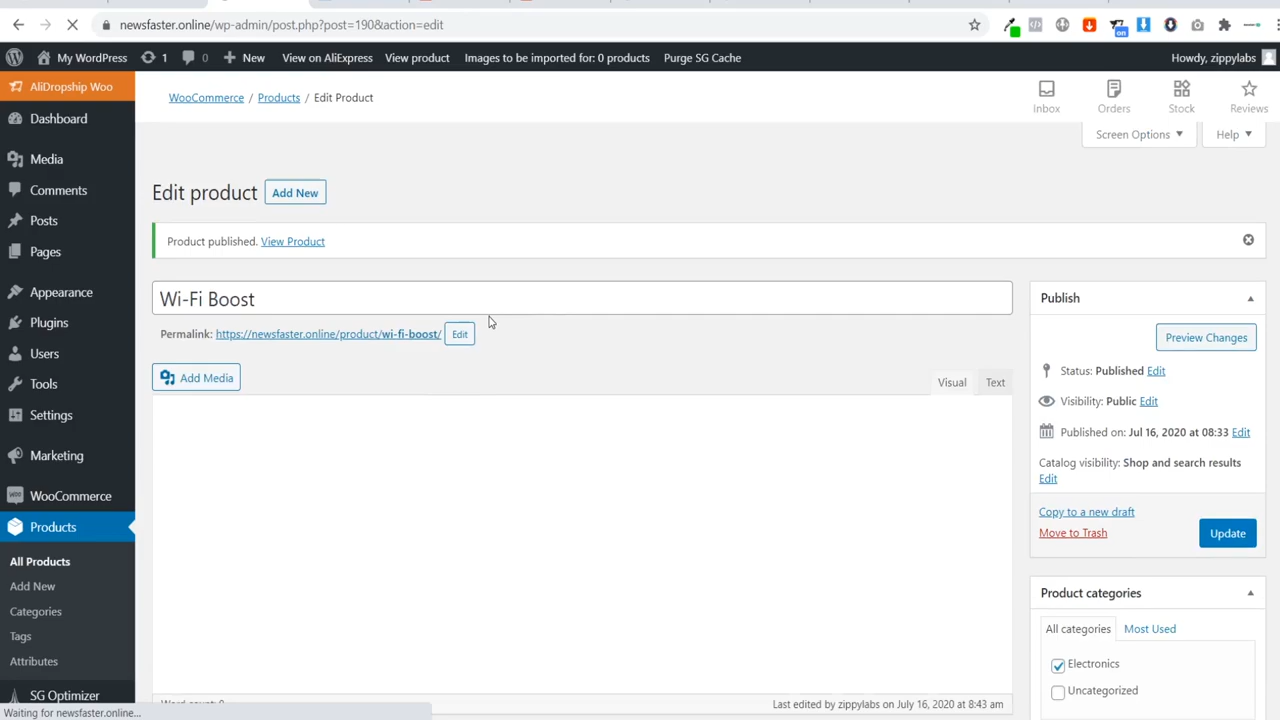 newsfaster.online/wp-admin/post.php?post=190&action=edit
on
My WordPress 1 0 New View on AliExpress View product Images to be imported for: 0 products Purge SG Cache Howdy, zippylabs
AliDropship Woo
WooCommerce / Products / Edit Product
Inbox Orders Stock Reviews
Dashboard
Screen Options Help
Media
Comments
Edit product Add New
Posts
Product published. View Product
Pages
Appearance
Wi-Fi Boost
Publish
Plugins
Permalink: https://newsfaster.online/product/wi-fi-boost/ Edit
Preview Changes
Users
Status: Published Edit
Add Media
Visual Text
Tools
Visibility: Public Edit
Settings
Published on: Jul 16, 2020 at 08:33 Edit
Marketing
Catalog visibility: Shop and search results
Edit
WooCommerce
Copy to a new draft
Products
Move to Trash Update
All Products
Add New
Product categories
Categories
All categories Most Used
Tags
Attributes
Electronics
Uncategorized
SG Optimizer
Word count: 0 Last edited by zippylabs on July 16, 2020 at 8:43 am
Waiting for newsfaster.online...